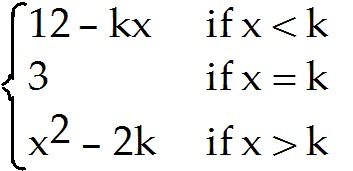 12 – kx if x < k
3 if x = k
x² – 2k if x > k